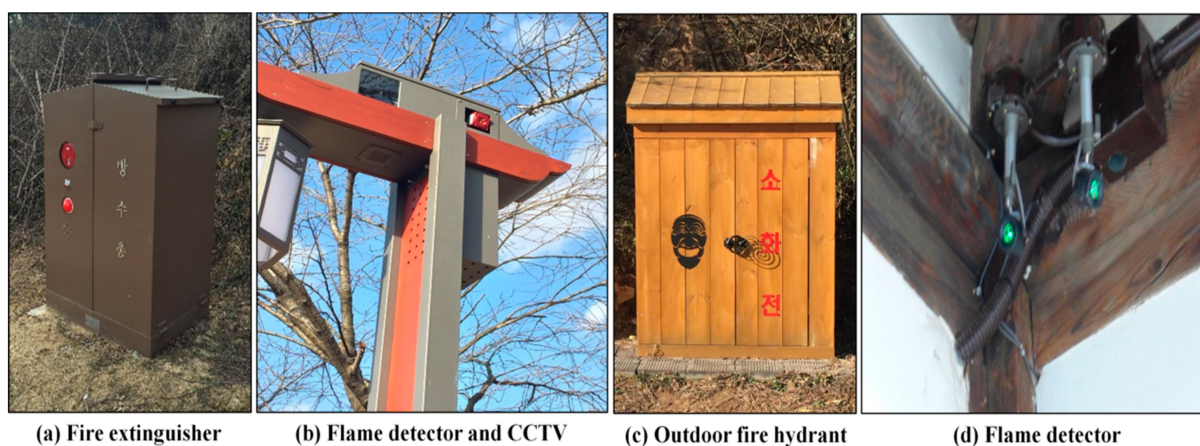 방수총
소화전
(a) Fire extinguisher
(b) Flame detector and CCTV
(c) Outdoor fire hydrant
(d) Flame detector